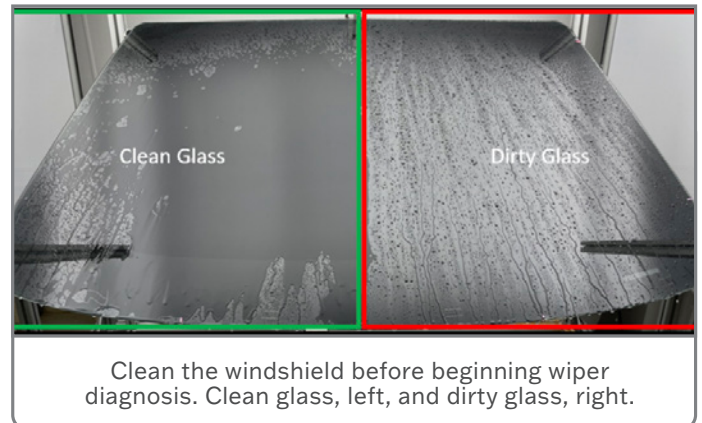 Clean Glass
Dirty Glass
Clean the windshield before beginning wiper
diagnosis. Clean glass, left, and dirty glass, right.